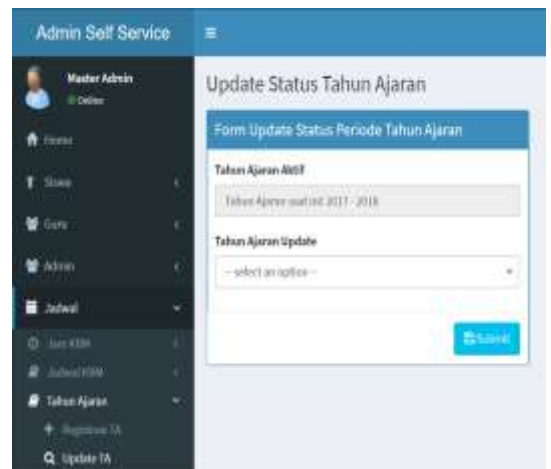 Admin Self Service
Master Admin
Online
Home
Siswa
Guru
Admin
Jadwal
Jam KBM
Jadwal KBM
Tahun Ajaran
Registrasi TA
Update TA
Update Status Tahun Ajaran
Form Update Status Periode Tahun Ajaran
Tahun Ajaran Aktif
Tahun Ajaran saat ini 2017 - 2018
Tahun Ajaran Update
-- select an option --
Submit